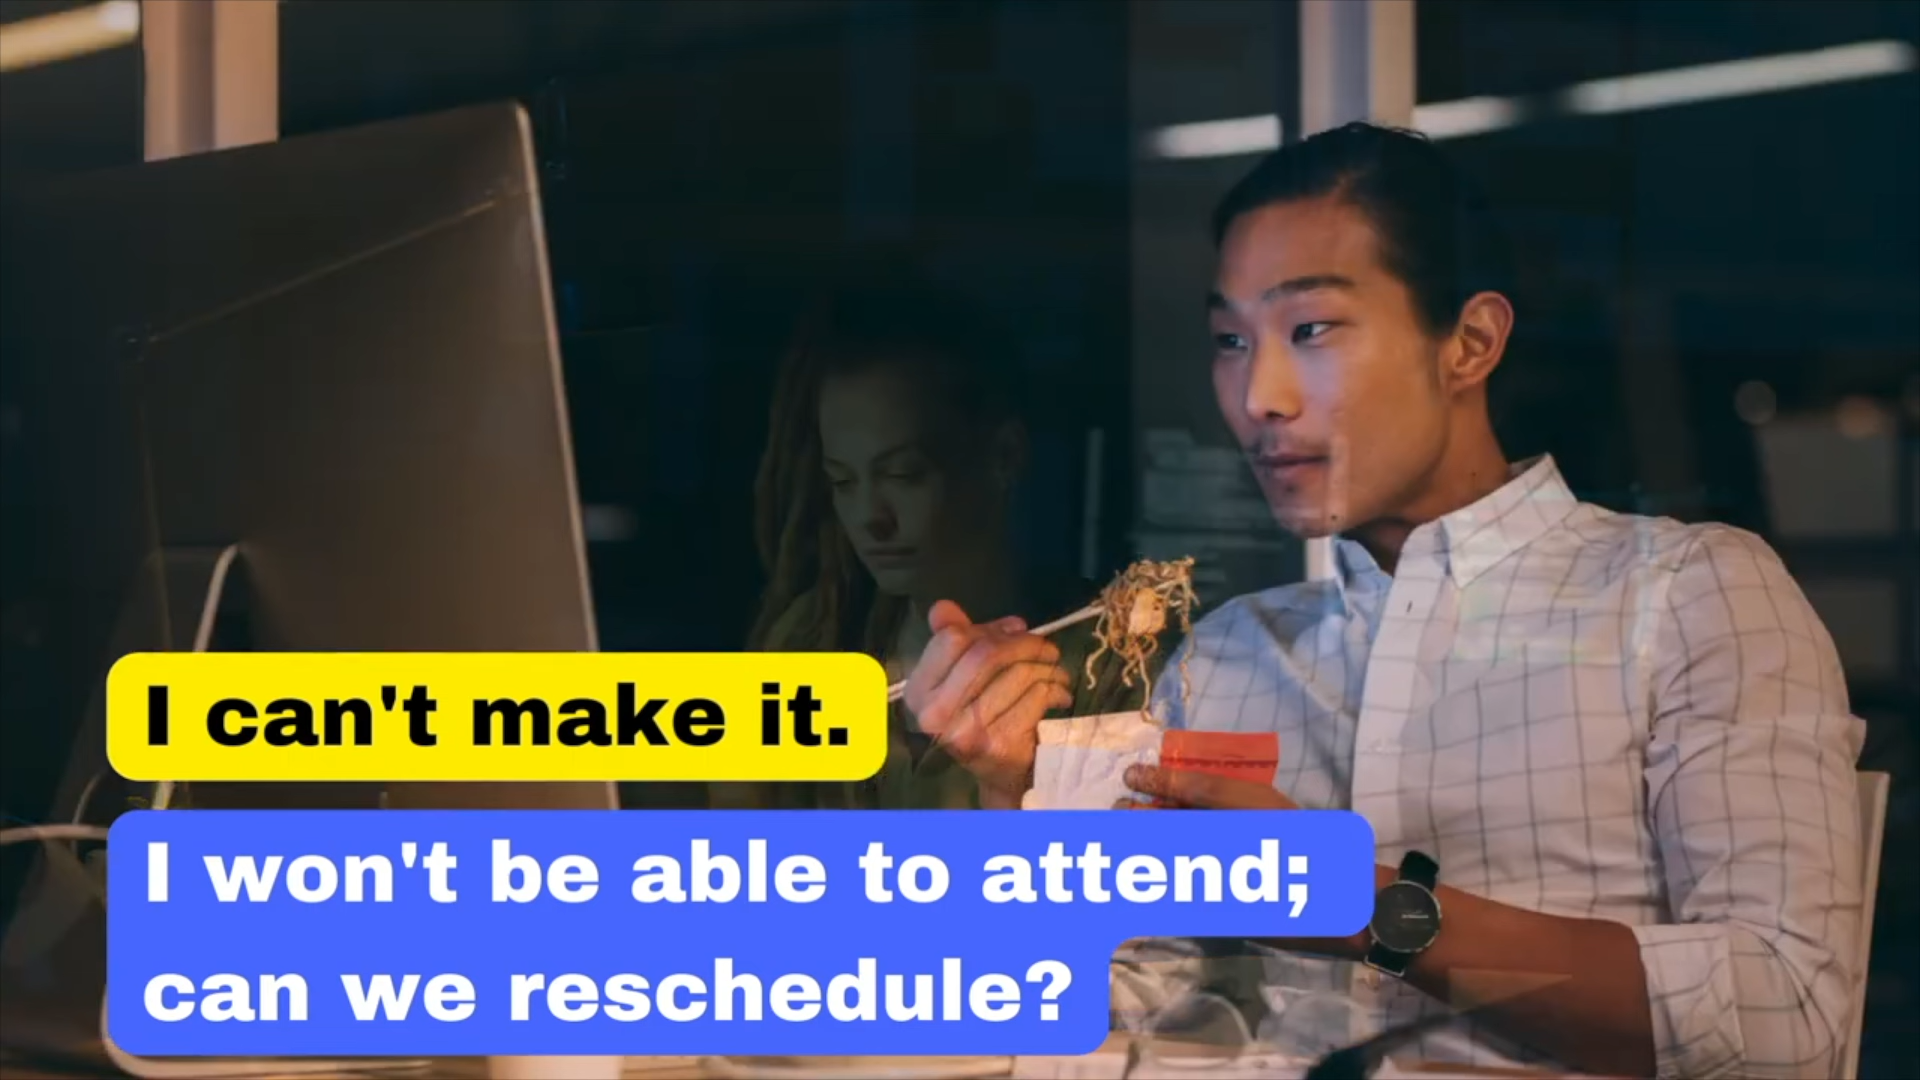 I can't make it.
I won't be able to attend;
can we reschedule?